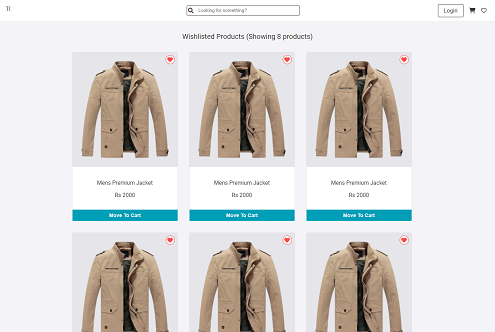 TI
Looking for something?
Login
Wishlisted Products (Showing 8 products)
Mens Premium Jacket
Mens Premium Jacket
Mens Premium Jacket
Rs 2000
Rs 2000
Rs 2000
Move To Cart
Move To Cart
Move To Cart